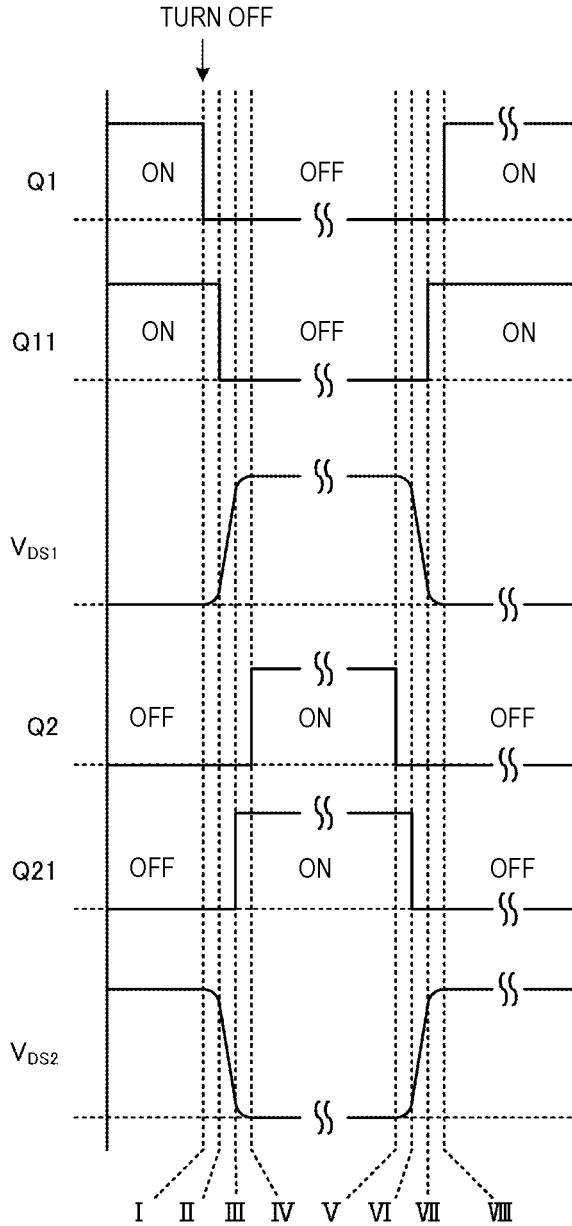 TURN OFF
Q1 ON OFF ON
Q11 ON OFF ON
VDS1
Q2 OFF ON OFF
Q21 OFF ON OFF
VDS2
Ⅰ Ⅱ Ⅲ Ⅳ Ⅴ Ⅵ Ⅶ Ⅷ